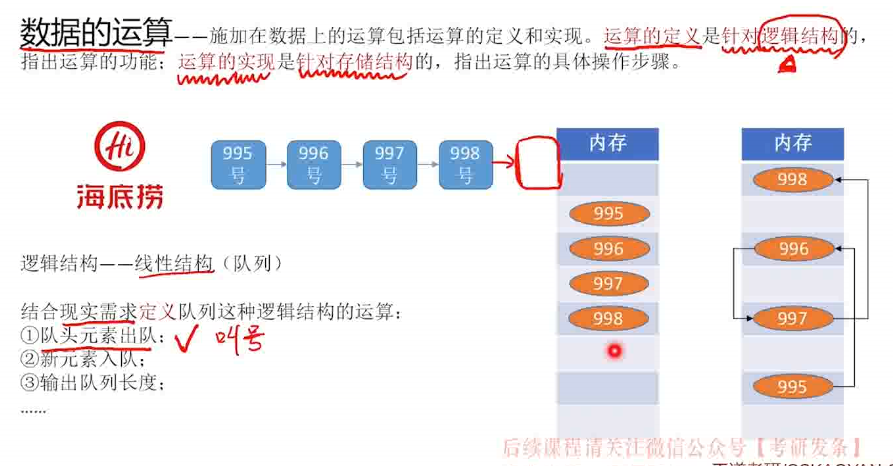 数据的运算——施加在数据上的运算包括运算的定义和实现。运算的定义是针对逻辑结构的，
指出运算的功能；运算的实现是针对存储结构的，指出运算的具体操作步骤。
Hi
海底捞
995号
996号
997号
998号
内存
995
996
997
998
内存
998
996
997
995
逻辑结构——线性结构（队列）
结合现实需求定义队列这种逻辑结构的运算：
①队头元素出队； 叫号
②新元素入队；
③输出队列长度；
……
后续课程请关注微信公众号【考研发条】